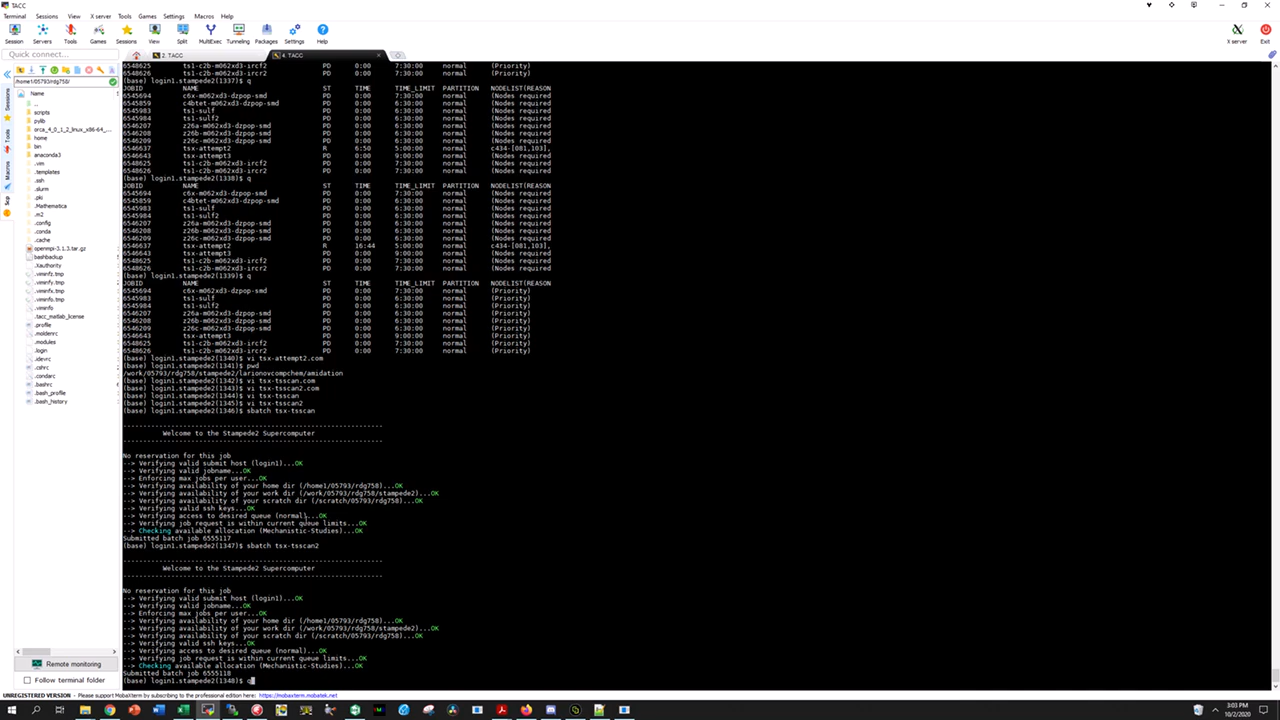 TACC
Terminal Sessions View X server Tools Games Settings Macros Help
Session Servers Tools Games Sessions View Split MultiExec Tunneling Packages Settings Help X server Exit
Quick connect...
2. TACC 4. TACC
/home1/05793/rdg758/
Name
..
scripts
pylib
orca_4_0_1_2_linux_x86-64_...
home
bin
anaconda3
.vim
.templates
.ssh
.slurm
.pki
.Mathematica
.m2
.config
.conda
.cache
openmpi-3.1.3.tar.gz
bashbackup
.Xauthority
.viminfz.tmp
.viminfy.tmp
.viminfx.tmp
.viminfo.tmp
.viminfo
.tacc_matlab_license
.profile
.moldenrc
.modules
.login
.idevrc
.cshrc
.condarc
.bashrc
.bash_profile
.bash_history
Sessions
Tools
Macros
Scp
6548625 ts1-c2b-m062xd3-ircf2 PD 0:00 7:30:00 normal (Priority)
6548626 ts1-c2b-m062xd3-ircr2 PD 0:00 7:30:00 normal (Priority)
(base) login1.stampede2(1337)$ q
JOBID NAME ST TIME TIME_LIMIT PARTITION NODELIST(REASON
6545694 c6x-m062xd3-dzpop-smd PD 0:00 7:30:00 normal (Nodes required
6545859 c4btet-m062xd3-dzpop-smd PD 0:00 7:30:00 normal (Nodes required
6545983 ts1-sulf PD 0:00 6:30:00 normal (Nodes required
6545984 ts1-sulf2 PD 0:00 6:30:00 normal (Nodes required
6546207 z26a-m062xd3-dzpop-smd PD 0:00 6:30:00 normal (Nodes required
6546208 z26b-m062xd3-dzpop-smd PD 0:00 6:30:00 normal (Nodes required
6546209 z26c-m062xd3-dzpop-smd PD 0:00 6:30:00 normal (Nodes required
6546637 tsx-attempt2 R 6:50 5:00:00 normal c434-[081,103],
6546643 tsx-attempt3 PD 0:00 9:00:00 normal (Nodes required
6548625 ts1-c2b-m062xd3-ircf2 PD 0:00 7:30:00 normal (Nodes required
6548626 ts1-c2b-m062xd3-ircr2 PD 0:00 7:30:00 normal (Nodes required
(base) login1.stampede2(1338)$ q
JOBID NAME ST TIME TIME_LIMIT PARTITION NODELIST(REASON
6545694 c6x-m062xd3-dzpop-smd PD 0:00 7:30:00 normal (Nodes required
6545859 c4btet-m062xd3-dzpop-smd PD 0:00 7:30:00 normal (Nodes required
6545983 ts1-sulf PD 0:00 6:30:00 normal (Nodes required
6545984 ts1-sulf2 PD 0:00 6:30:00 normal (Nodes required
6546207 z26a-m062xd3-dzpop-smd PD 0:00 6:30:00 normal (Nodes required
6546208 z26b-m062xd3-dzpop-smd PD 0:00 6:30:00 normal (Nodes required
6546209 z26c-m062xd3-dzpop-smd PD 0:00 6:30:00 normal (Nodes required
6546637 tsx-attempt2 R 16:44 5:00:00 normal c434-[081,103],
6546643 tsx-attempt3 PD 0:00 9:00:00 normal (Nodes required
6548625 ts1-c2b-m062xd3-ircf2 PD 0:00 7:30:00 normal (Nodes required
6548626 ts1-c2b-m062xd3-ircr2 PD 0:00 7:30:00 normal (Nodes required
(base) login1.stampede2(1339)$ q
JOBID NAME ST TIME TIME_LIMIT PARTITION NODELIST(REASON
6545694 c6x-m062xd3-dzpop-smd PD 0:00 7:30:00 normal (Priority)
6545983 ts1-sulf PD 0:00 6:30:00 normal (Priority)
6545984 ts1-sulf2 PD 0:00 6:30:00 normal (Priority)
6546207 z26a-m062xd3-dzpop-smd PD 0:00 6:30:00 normal (Priority)
6546208 z26b-m062xd3-dzpop-smd PD 0:00 6:30:00 normal (Priority)
6546209 z26c-m062xd3-dzpop-smd PD 0:00 6:30:00 normal (Priority)
6546643 tsx-attempt3 PD 0:00 9:00:00 normal (Priority)
6548625 ts1-c2b-m062xd3-ircf2 PD 0:00 7:30:00 normal (Priority)
6548626 ts1-c2b-m062xd3-ircr2 PD 0:00 7:30:00 normal (Priority)
(base) login1.stampede2(1340)$ vi tsx-attempt2.com
(base) login1.stampede2(1341)$ pwd
/work/05793/rdg758/stampede2/larionovcompchem/amidation
(base) login1.stampede2(1342)$ vi tsx-tsscan.com
(base) login1.stampede2(1343)$ vi tsx-tsscan2.com
(base) login1.stampede2(1344)$ vi tsx-tsscan
(base) login1.stampede2(1345)$ vi tsx-tsscan2
(base) login1.stampede2(1346)$ sbatch tsx-tsscan
-----------------------------------------------------------------
Welcome to the Stampede2 Supercomputer
-----------------------------------------------------------------
No reservation for this job
--> Verifying valid submit host (login1)...OK
--> Verifying valid jobname...OK
--> Enforcing max jobs per user...OK
--> Verifying availability of your home dir (/home1/05793/rdg758)...OK
--> Verifying availability of your work dir (/work/05793/rdg758/stampede2)...OK
--> Verifying availability of your scratch dir (/scratch/05793/rdg758)...OK
--> Verifying valid ssh keys...OK
--> Verifying access to desired queue (normal)...OK
--> Verifying job request is within current queue limits...OK
--> Checking available allocation (Mechanistic-Studies)...OK
Submitted batch job 6555117
(base) login1.stampede2(1347)$ sbatch tsx-tsscan2
-----------------------------------------------------------------
Welcome to the Stampede2 Supercomputer
-----------------------------------------------------------------
No reservation for this job
--> Verifying valid submit host (login1)...OK
--> Verifying valid jobname...OK
--> Enforcing max jobs per user...OK
--> Verifying availability of your home dir (/home1/05793/rdg758)...OK
--> Verifying availability of your work dir (/work/05793/rdg758/stampede2)...OK
--> Verifying availability of your scratch dir (/scratch/05793/rdg758)...OK
--> Verifying valid ssh keys...OK
--> Verifying access to desired queue (normal)...OK
--> Verifying job request is within current queue limits...OK
--> Checking available allocation (Mechanistic-Studies)...OK
Submitted batch job 6555118
(base) login1.stampede2(1348)$ q
Remote monitoring
Follow terminal folder
UNREGISTERED VERSION - Please support MobaXterm by subscribing to the professional edition here: https://mobaxterm.mobatek.net
3:03 PM
10/2/2020